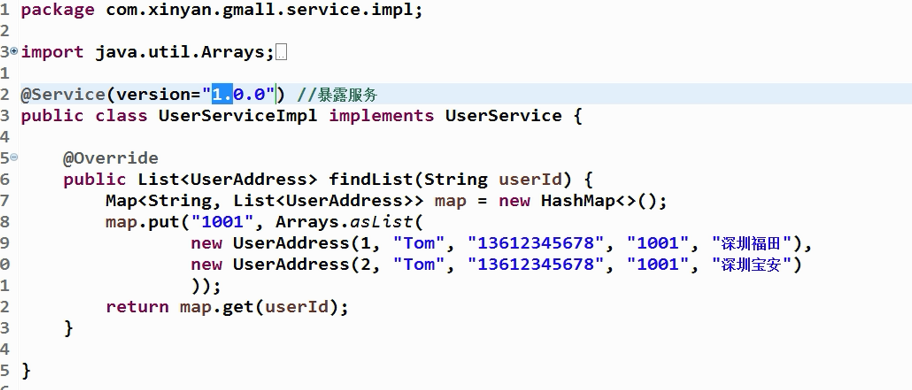 1 package com.xinyan.gmall.service.impl;
2
3 import java.util.Arrays;
1
2 @Service(version="1.0.0") //暴露服务
3 public class UserServiceImpl implements UserService {
4
5 @Override
6 public List<UserAddress> findList(String userId) {
7 Map<String, List<UserAddress>> map = new HashMap<>();
8 map.put("1001", Arrays.asList(
9 new UserAddress(1, "Tom", "13612345678", "1001", "深圳福田"),
0 new UserAddress(2, "Tom", "13612345678", "1001", "深圳宝安")
1 ));
2 return map.get(userId);
3 }
4
5 }